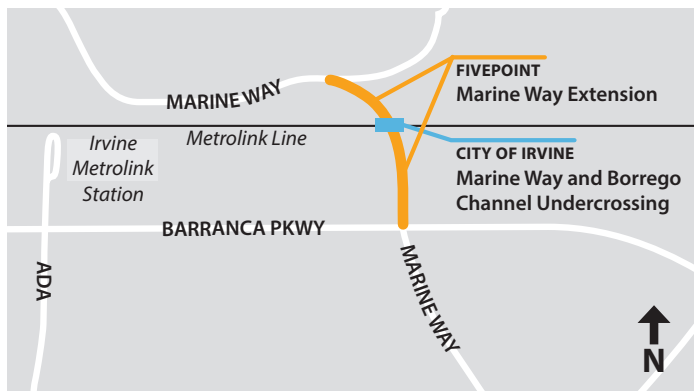 FIVEPOINT
Marine Way Extension
MARINE WAY
Metrolink Line
Irvine
Metrolink
Station
CITY OF IRVINE
Marine Way and Borrego
Channel Undercrossing
BARRANCA PKWY
ADA
MARINE WAY
N